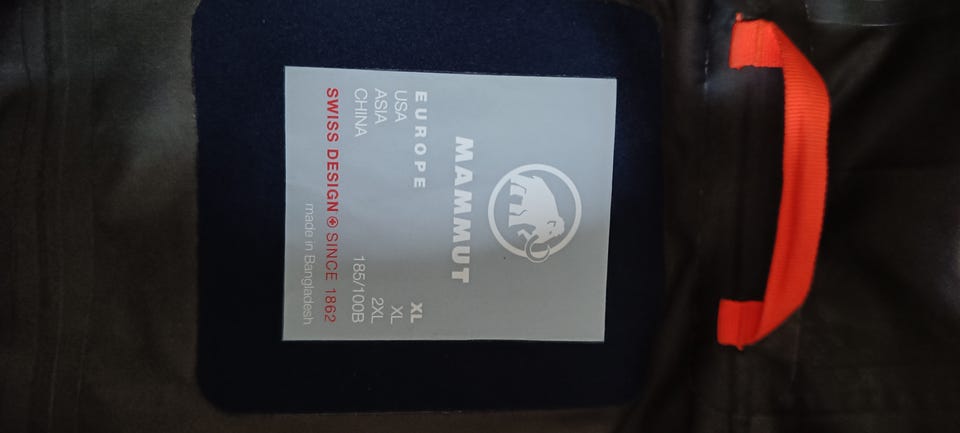 MAMMUT
EUROPE XL
USA XL
ASIA 2XL
CHINA 185/100B
SWISS DESIGN SINCE 1862
made in Bangladesh